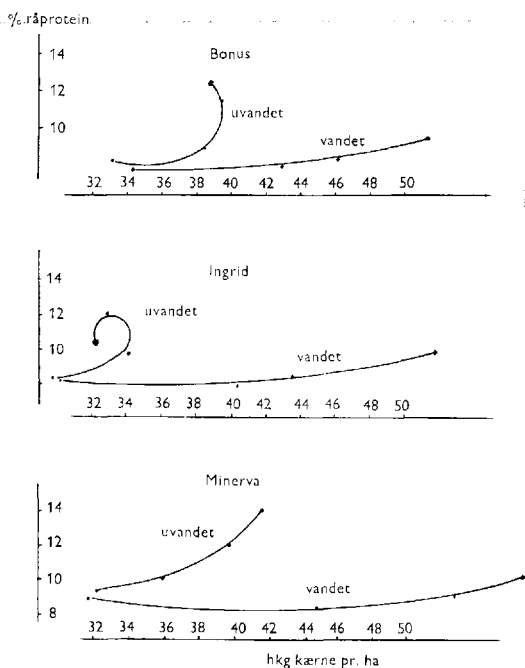 %.råprotein
Bonus
14
uvandet
10
vandet
32 34 36 38 40 42 44 46 48 50
Ingrid
14
12
uvandet
10
vandet
8
32 34 36 38 40 42 44 46 48 50
Minerva
14
uvandet
12
10
vandet
8
32 34 36 38 40 42 44 46 48 50
hkg kærne pr. ha